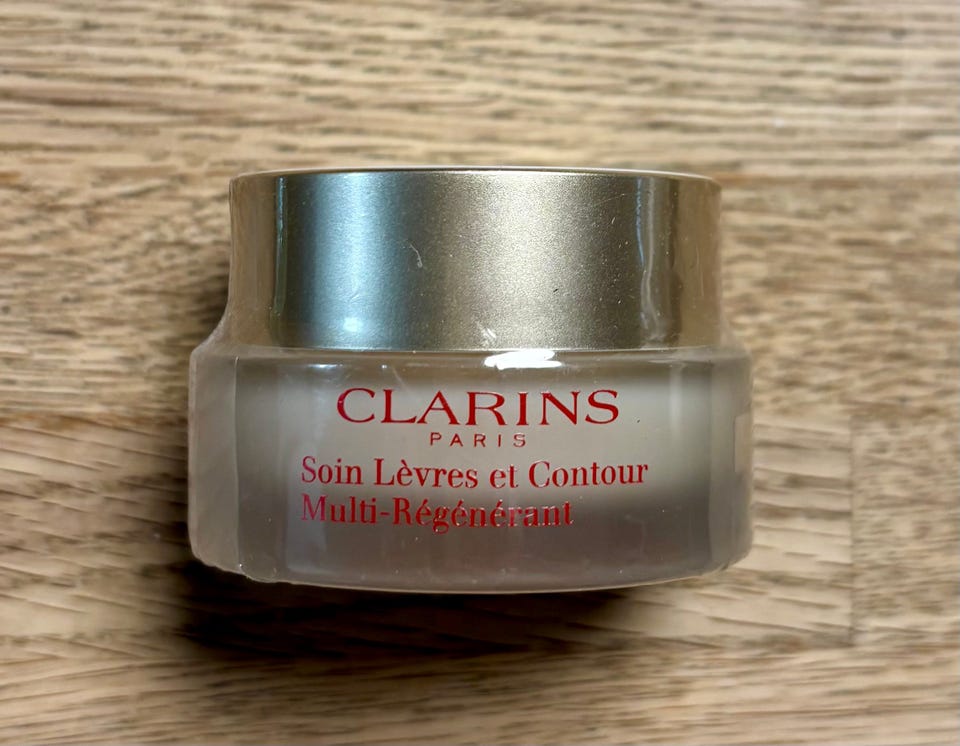 CLARINS
PARIS
Soin Lèvres et Contour
Multi-Régénérant